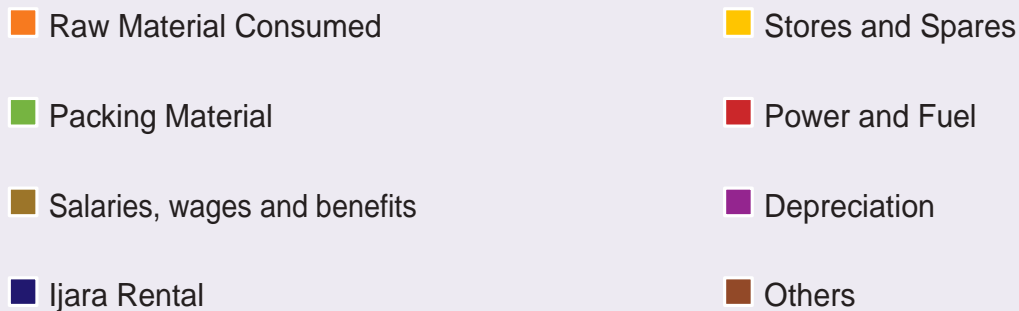 Raw Material Consumed
Stores and Spares
Packing Material
Power and Fuel
Salaries, wages and benefits
Depreciation
Ijara Rental
Others